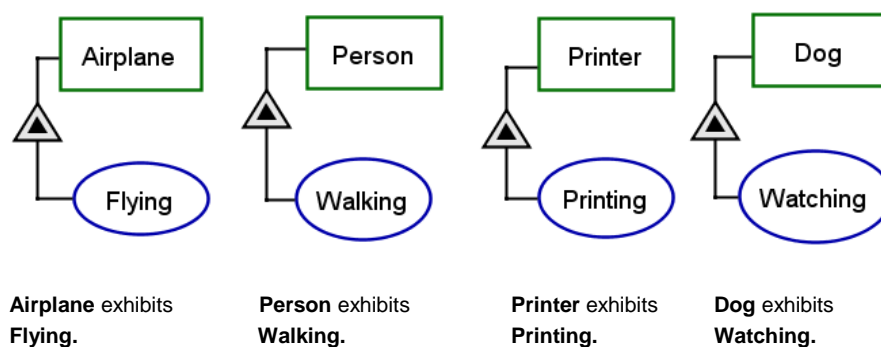 Airplane
Person
Printer
Dog
Flying
Walking
Printing
Watching
Airplane exhibits
Flying.
Person exhibits
Walking.
Printer exhibits
Printing.
Dog exhibits
Watching.